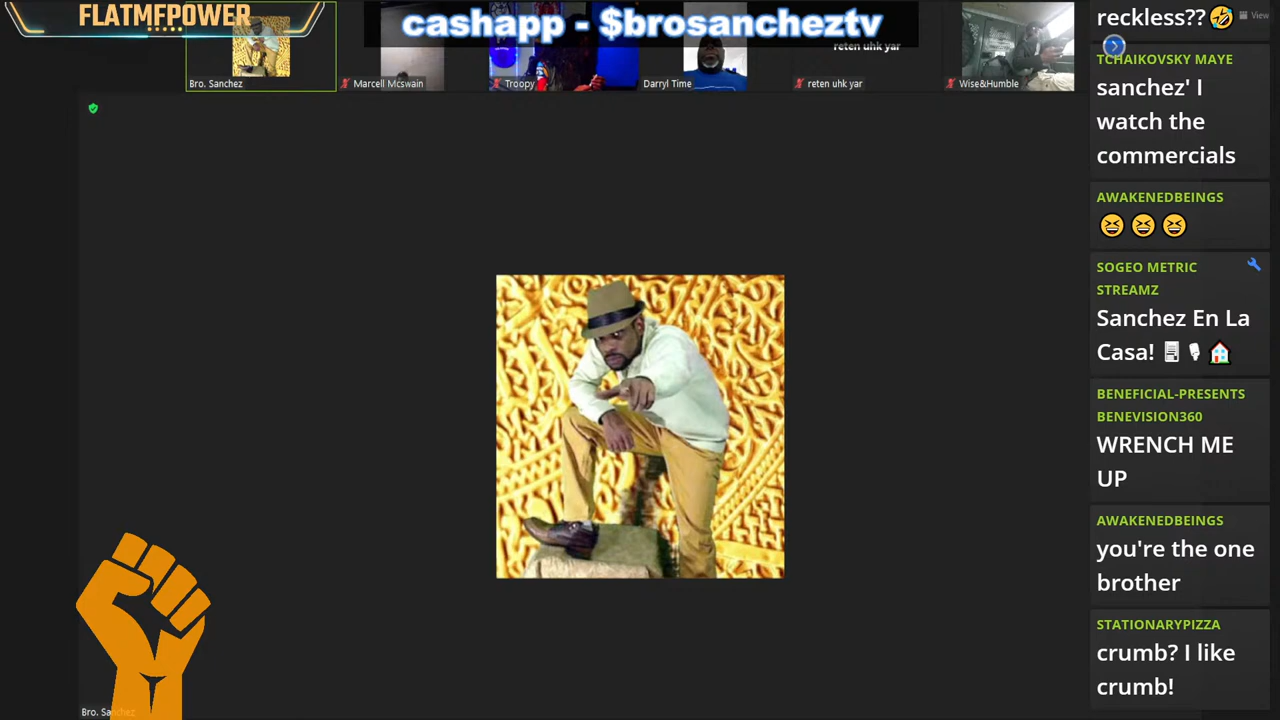 FLATMFPOWER
cashapp - $brosancheztv
Bro. Sanchez
Marcell Mcswain
Troopy
Darryl Time
reten uhk yar
reten uhk yar
Wise&Humble
View
reckless?? 🤣
TCHAIKOVSKY MAYE
sanchez' I
watch the
commercials
AWAKENEDBEINGS
😆 😆 😆
SOGEO METRIC
STREAMZ
Sanchez En La
Casa! 🏠
BENEFICIAL-PRESENTS
BENEVISION360
WRENCH ME
UP
AWAKENEDBEINGS
you're the one
brother
STATIONARYPIZZA
crumb? I like
crumb!
Bro. Sanchez